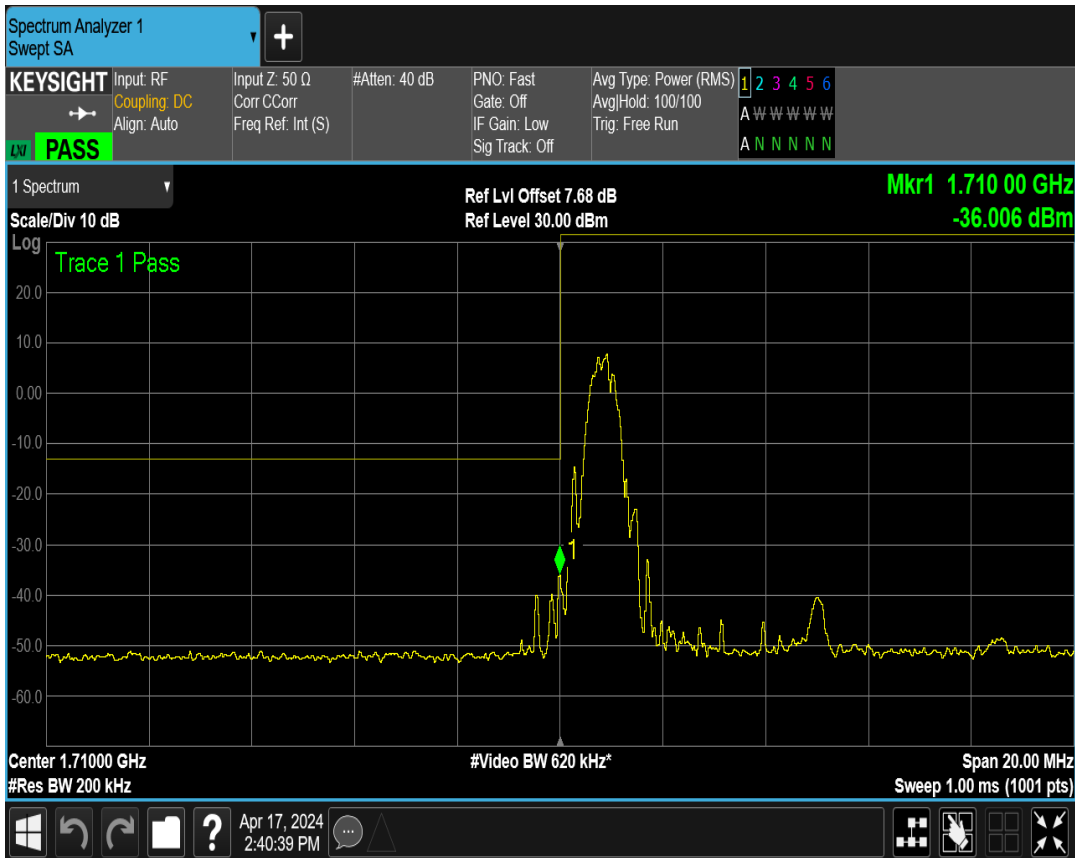 Spectrum Analyzer 1
Swept SA
+
KEYSIGHT
LXI PASS
Input: RF
Coupling: DC
Align: Auto
Input Z: 50 Ω
Corr CCorr
Freq Ref: Int (S)
#Atten: 40 dB
PNO: Fast
Gate: Off
IF Gain: Low
Sig Track: Off
Avg Type: Power (RMS)
Avg|Hold: 100/100
Trig: Free Run
1 2 3 4 5 6
A W W W W W
A N N N N N
1 Spectrum
Scale/Div 10 dB
Ref Lvl Offset 7.68 dB
Ref Level 30.00 dBm
Mkr1 1.710 00 GHz
-36.006 dBm
Log
Trace 1 Pass
20.0
10.0
0.00
-10.0
-20.0
-30.0
1
-40.0
-50.0
-60.0
Center 1.71000 GHz
#Res BW 200 kHz
#Video BW 620 kHz*
Span 20.00 MHz
Sweep 1.00 ms (1001 pts)
?
Apr 17, 2024
2:40:39 PM